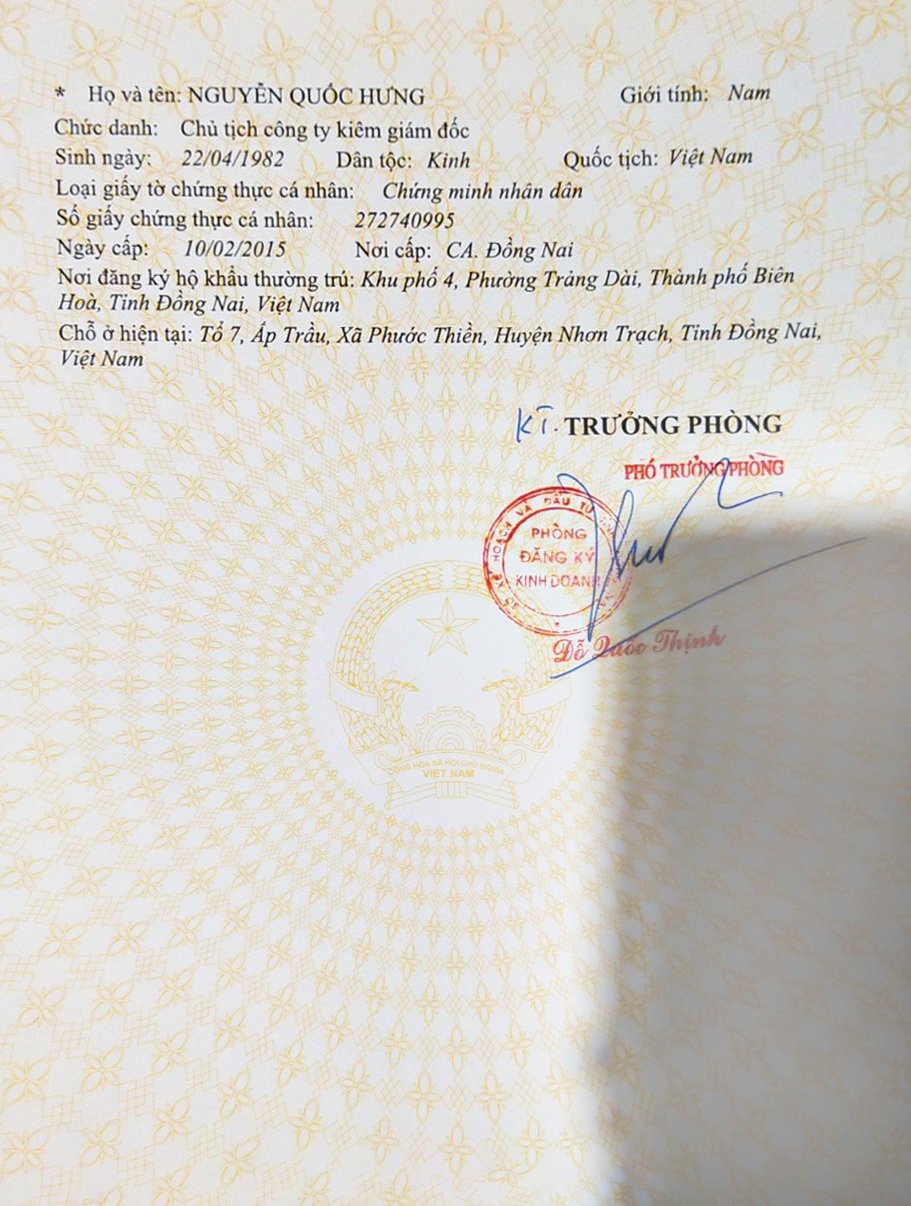 * Họ và tên: NGUYỄN QUỐC HƯNG Giới tính: Nam
Chức danh: Chủ tịch công ty kiêm giám đốc
Sinh ngày: 22/04/1982 Dân tộc: Kinh Quốc tịch: Việt Nam
Loại giấy tờ chứng thực cá nhân: Chứng minh nhân dân
Số giấy chứng thực cá nhân: 272740995
Ngày cấp: 10/02/2015 Nơi cấp: CA. Đồng Nai
Nơi đăng ký hộ khẩu thường trú: Khu phố 4, Phường Trảng Dài, Thành phố Biên
Hoà, Tỉnh Đồng Nai, Việt Nam
Chỗ ở hiện tại: Tổ 7, Ấp Trầu, Xã Phước Thiền, Huyện Nhơn Trạch, Tỉnh Đồng Nai,
Việt Nam
KT. TRƯỞNG PHÒNG
PHÓ TRƯỞNG PHÒNG
SỞ KẾ HOẠCH VÀ ĐẦU TƯ
PHÒNG
ĐĂNG KÝ
KINH DOANH
Đỗ Quốc Thịnh
CỘNG HÒA XÃ HỘI CHỦ NGHĨA
VIỆT NAM